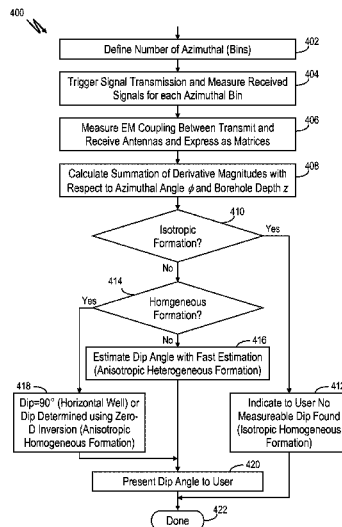 400
Define Number of Azimuthal (Bins)
402
Trigger Signal Transmission and Measure Received
Signals for each Azimuthal Bin
404
Measure EM Coupling Between Transmit and
Receive Antennas and Express as Matrices
406
Calculate Summation of Derivative Magnitudes with
Respect to Azimuthal Angle ϕ and Borehole Depth z
408
410
Isotropic
Formation?
Yes
No
414
Homgeneous
Formation?
Yes
No
416
Estimate Dip Angle with Fast Estimation
(Anisotropic Heterogeneous Formation)
418
Dip=90° (Horizontal Well) or
Dip Determined using Zero-
D Inversion (Anisotropic
Homogeneous Formation)
412
Indicate to User No
Measureable Dip Found
(Isotropic Homogeneous
Formation)
420
Present Dip Angle to User
Done
422